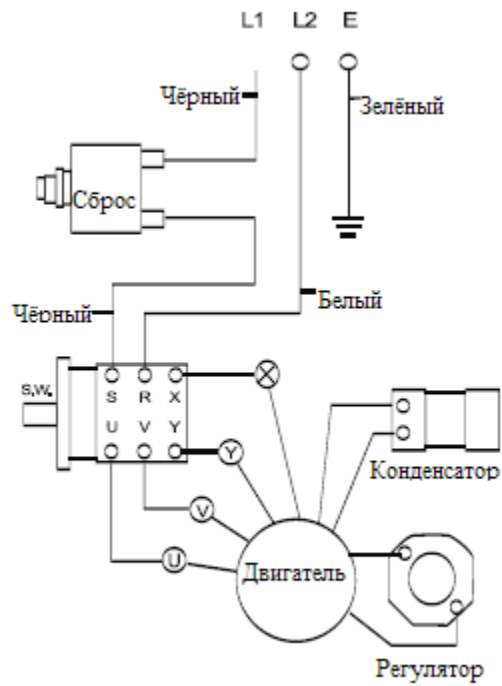 L1 L2 E
Чёрный
Зелёный
Сброс
Белый
Чёрный
S.W.
S R X
U V Y
X
Y
V
U
Конденсатор
Двигатель
Регулятор